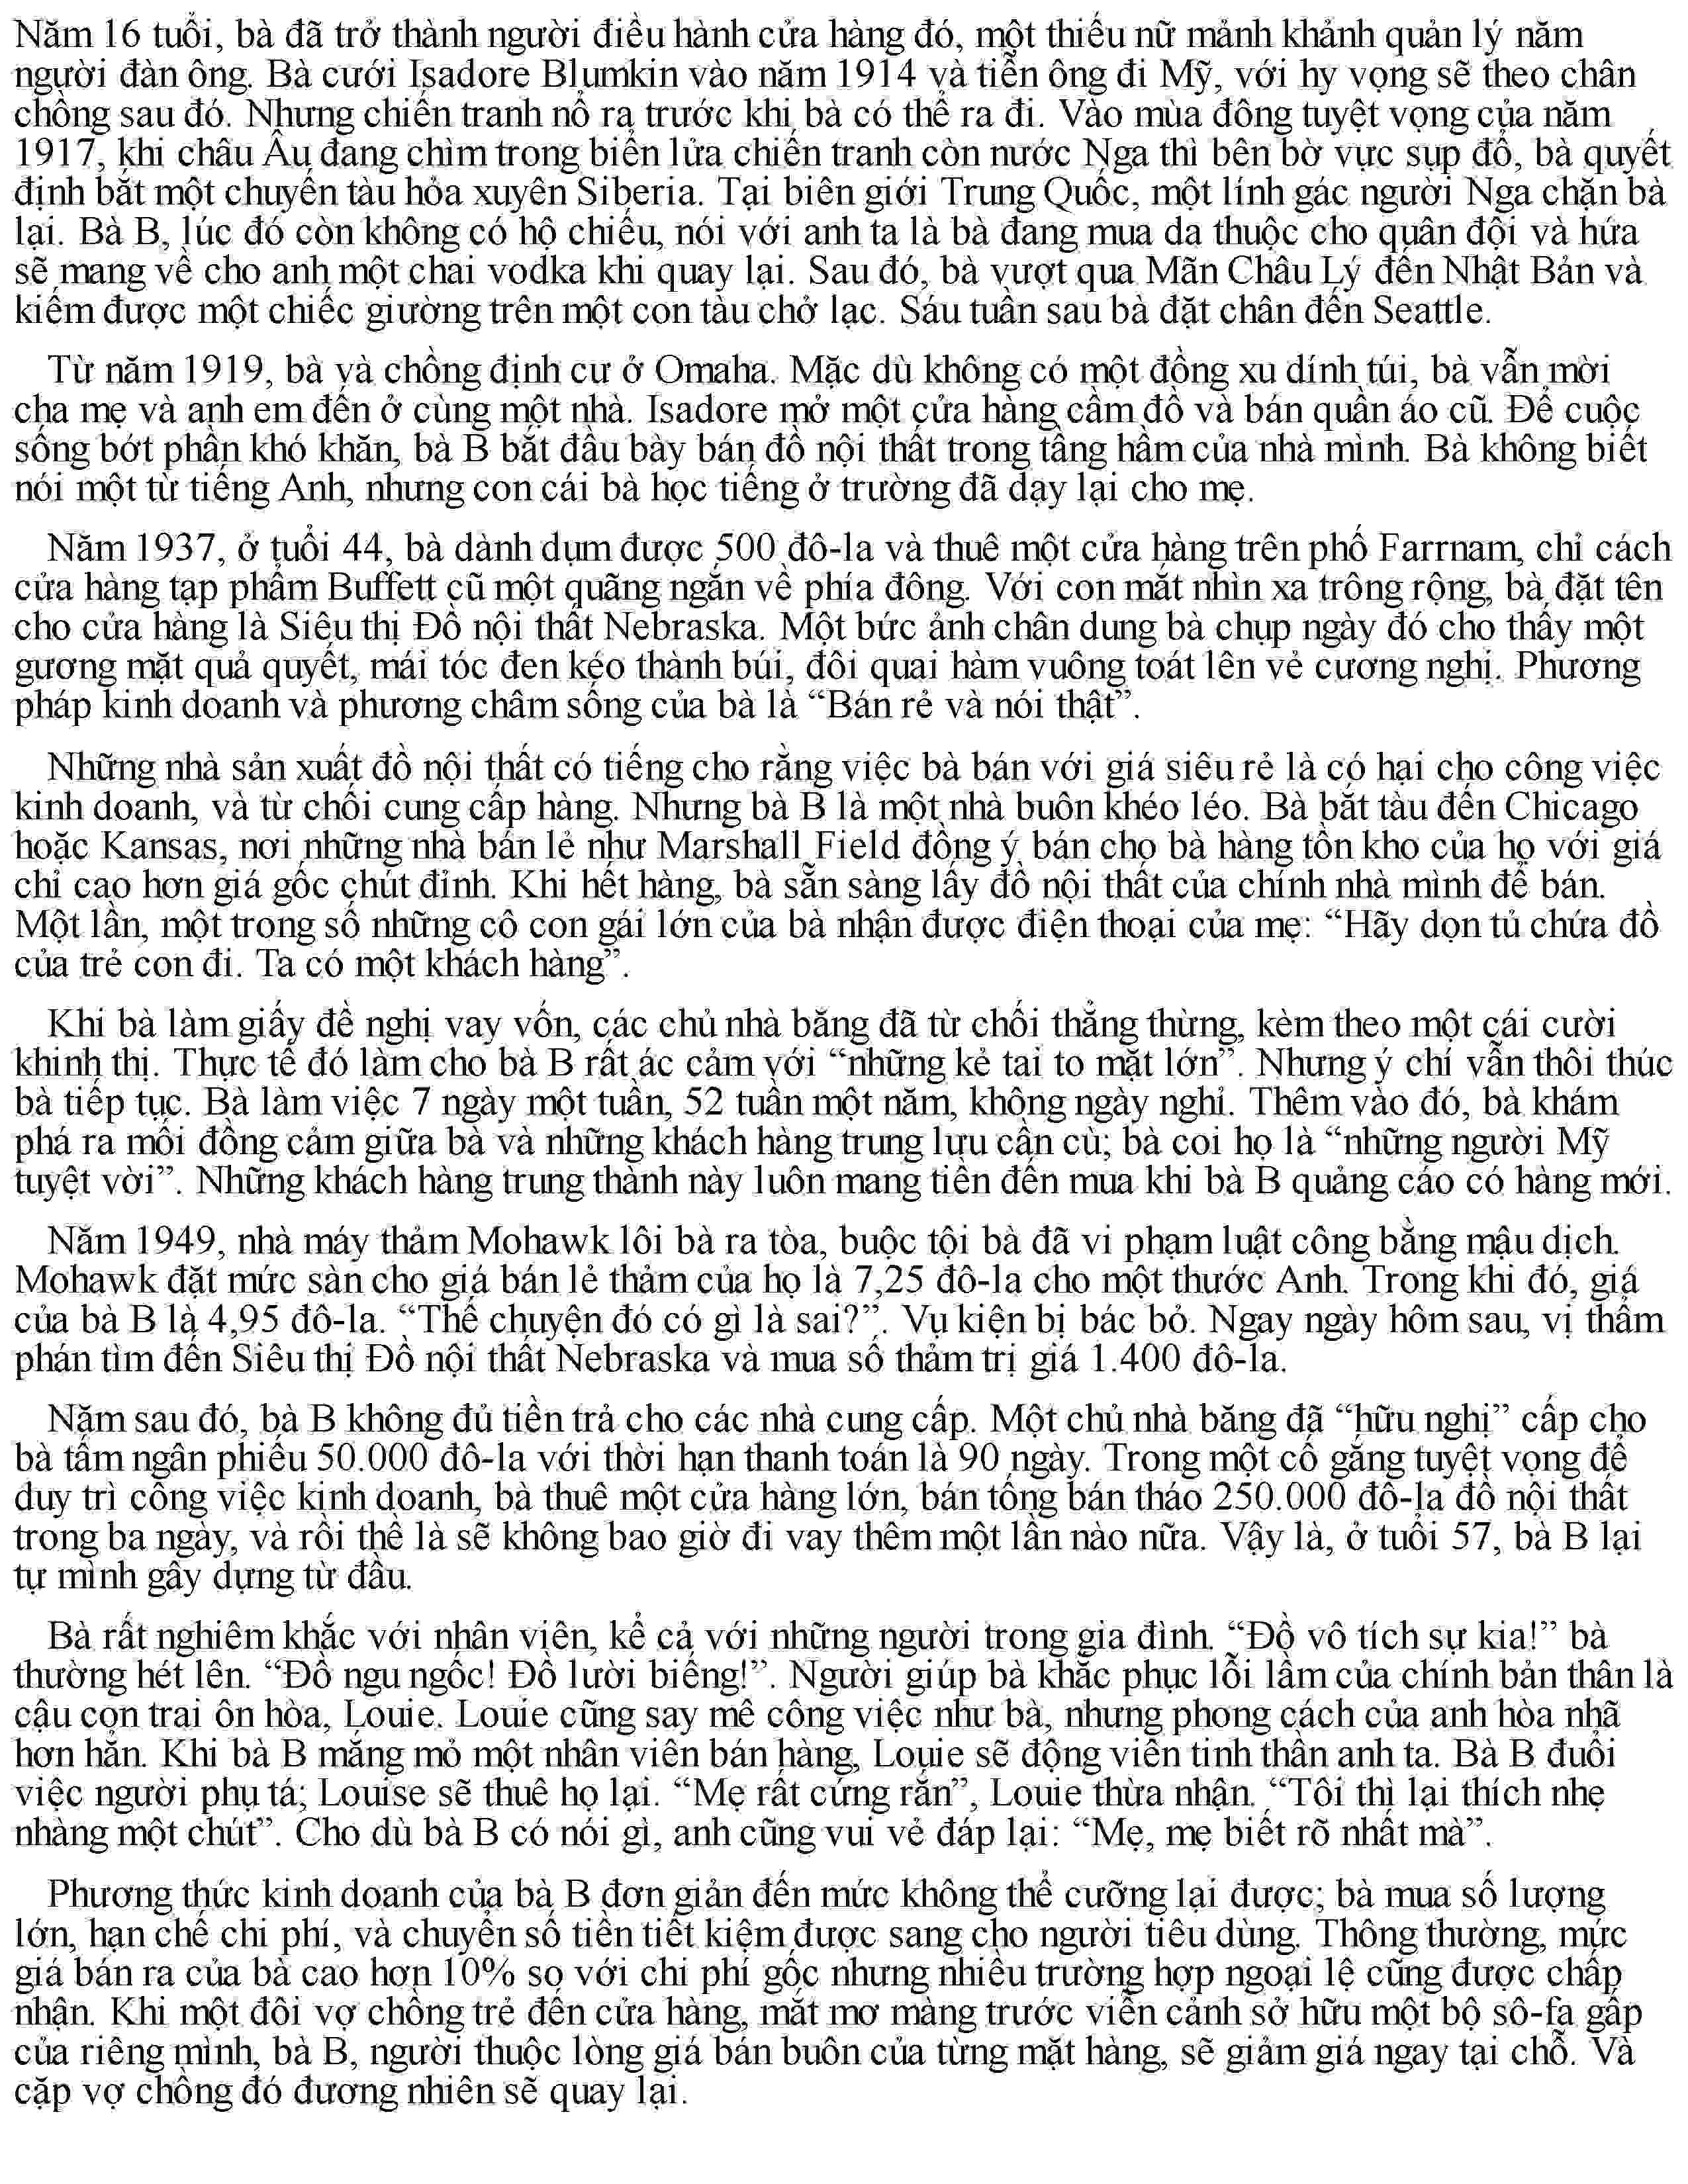 Năm 16 tuổi, bà đã trở thành người điều hành cửa hàng đó, một thiếu nữ mảnh khảnh quản lý năm
người đàn ông. Bà cưới Isadore Blumkin vào năm 1914 và tiễn ông đi Mỹ, với hy vọng sẽ theo chân
chồng sau đó. Nhưng chiến tranh nổ ra trước khi bà có thể ra đi. Vào mùa đông tuyệt vọng của năm
1917, khi châu Âu đang chìm trong biển lửa chiến tranh còn nước Nga thì bên bờ vực sụp đổ, bà quyết
định bắt một chuyến tàu hỏa xuyên Siberia. Tại biên giới Trung Quốc, một lính gác người Nga chặn bà
lại. Bà B, lúc đó còn không có hộ chiếu, nói với anh ta là bà đang mua da thuộc cho quân đội và hứa
sẽ mang về cho anh một chai vodka khi quay lại. Sau đó, bà vượt qua Mãn Châu Lý đến Nhật Bản và
kiếm được một chiếc giường trên một con tàu chở lạc. Sáu tuần sau bà đặt chân đến Seattle.
Từ năm 1919, bà và chồng định cư ở Omaha. Mặc dù không có một đồng xu dính túi, bà vẫn mời
cha mẹ và anh em đến ở cùng một nhà. Isadore mở một cửa hàng cầm đồ và bán quần áo cũ. Để cuộc
sống bớt phần khó khăn, bà B bắt đầu bày bán đồ nội thất trong tầng hầm của nhà mình. Bà không biết
nói một từ tiếng Anh, nhưng con cái bà học tiếng ở trường đã dạy lại cho mẹ.
Năm 1937, ở tuổi 44, bà dành dụm được 500 đô-la và thuê một cửa hàng trên phố Farrnam, chỉ cách
cửa hàng tạp phẩm Buffett cũ một quãng ngắn về phía đông. Với con mắt nhìn xa trông rộng, bà đặt tên
cho cửa hàng là Siêu thị Đồ nội thất Nebraska. Một bức ảnh chân dung bà chụp ngày đó cho thấy một
gương mặt quả quyết, mái tóc đen kéo thành búi, đôi quai hàm vuông toát lên vẻ cương nghị. Phương
pháp kinh doanh và phương châm sống của bà là “Bán rẻ và nói thật”.
Những nhà sản xuất đồ nội thất có tiếng cho rằng việc bà bán với giá siêu rẻ là có hại cho công việc
kinh doanh, và từ chối cung cấp hàng. Nhưng bà B là một nhà buôn khéo léo. Bà bắt tàu đến Chicago
hoặc Kansas, nơi những nhà bán lẻ như Marshall Field đồng ý bán cho bà hàng tồn kho của họ với giá
chỉ cao hơn giá gốc chút đỉnh. Khi hết hàng, bà sẵn sàng lấy đồ nội thất của chính nhà mình để bán.
Một lần, một trong số những cô con gái lớn của bà nhận được điện thoại của mẹ: “Hãy dọn tủ chứa đồ
của trẻ con đi. Ta có một khách hàng”.
Khi bà làm giấy đề nghị vay vốn, các chủ nhà băng đã từ chối thẳng thừng, kèm theo một cái cười
khinh thị. Thực tế đó làm cho bà B rất ác cảm với “những kẻ tai to mặt lớn”. Nhưng ý chí vẫn thôi thúc
bà tiếp tục. Bà làm việc 7 ngày một tuần, 52 tuần một năm, không ngày nghỉ. Thêm vào đó, bà khám
phá ra mối đồng cảm giữa bà và những khách hàng trung lưu cần cù; bà coi họ là “những người Mỹ
tuyệt vời”. Những khách hàng trung thành này luôn mang tiền đến mua khi bà B quảng cáo có hàng mới.
Năm 1949, nhà máy thảm Mohawk lôi bà ra tòa, buộc tội bà đã vi phạm luật công bằng mậu dịch.
Mohawk đặt mức sàn cho giá bán lẻ thảm của họ là 7,25 đô-la cho một thước Anh. Trong khi đó, giá
của bà B là 4,95 đô-la. “Thế chuyện đó có gì là sai?”. Vụ kiện bị bác bỏ. Ngay ngày hôm sau, vị thẩm
phán tìm đến Siêu thị Đồ nội thất Nebraska và mua số thảm trị giá 1.400 đô-la.
Năm sau đó, bà B không đủ tiền trả cho các nhà cung cấp. Một chủ nhà băng đã “hữu nghị” cấp cho
bà tấm ngân phiếu 50.000 đô-la với thời hạn thanh toán là 90 ngày. Trong một cố gắng tuyệt vọng để
duy trì công việc kinh doanh, bà thuê một cửa hàng lớn, bán tống bán tháo 250.000 đô-la đồ nội thất
trong ba ngày, và rồi thề là sẽ không bao giờ đi vay thêm một lần nào nữa. Vậy là, ở tuổi 57, bà B lại
tự mình gây dựng từ đầu.
Bà rất nghiêm khắc với nhân viên, kể cả với những người trong gia đình. “Đồ vô tích sự kia!” bà
thường hét lên. “Đồ ngu ngốc! Đồ lười biếng!”. Người giúp bà khắc phục lỗi lầm của chính bản thân là
cậu con trai ôn hòa, Louie. Louie cũng say mê công việc như bà, nhưng phong cách của anh hòa nhã
hơn hẳn. Khi bà B mắng mỏ một nhân viên bán hàng, Louie sẽ động viên tinh thần anh ta. Bà B đuổi
việc người phụ tá; Louise sẽ thuê họ lại. “Mẹ rất cứng rắn”, Louie thừa nhận. “Tôi thì lại thích nhẹ
nhàng một chút”. Cho dù bà B có nói gì, anh cũng vui vẻ đáp lại: “Mẹ, mẹ biết rõ nhất mà”.
Phương thức kinh doanh của bà B đơn giản đến mức không thể cưỡng lại được; bà mua số lượng
lớn, hạn chế chi phí, và chuyển số tiền tiết kiệm được sang cho người tiêu dùng. Thông thường, mức
giá bán ra của bà cao hơn 10% so với chi phí gốc nhưng nhiều trường hợp ngoại lệ cũng được chấp
nhận. Khi một đôi vợ chồng trẻ đến cửa hàng, mắt mơ màng trước viễn cảnh sở hữu một bộ sô-fa gấp
của riêng mình, bà B, người thuộc lòng giá bán buôn của từng mặt hàng, sẽ giảm giá ngay tại chỗ. Và
cặp vợ chồng đó đương nhiên sẽ quay lại.